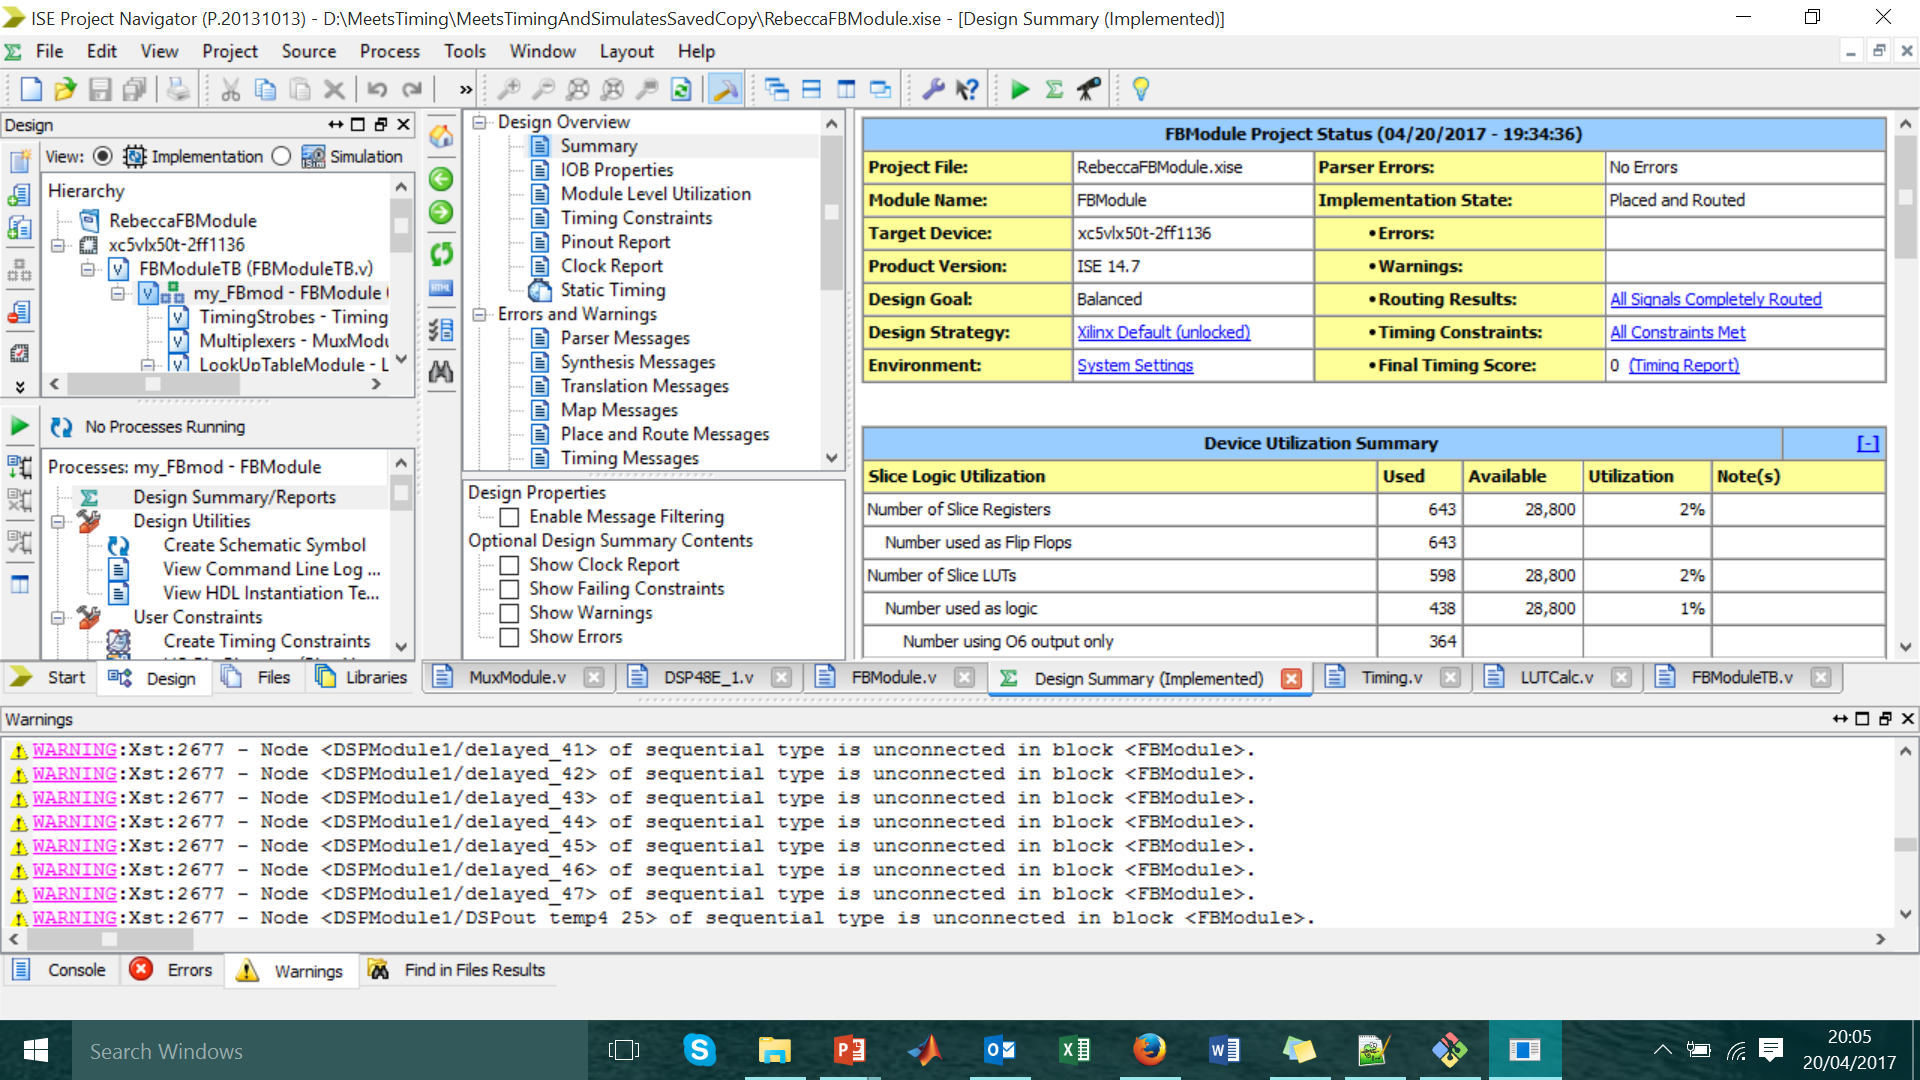 ISE Project Navigator (P.20131013) - D:\MeetsTiming\MeetsTimingAndSimulatesSavedCopy\RebeccaFBModule.xise - [Design Summary (Implemented)]
File Edit View Project Source Process Tools Window Layout Help
Design
View: Implementation Simulation
Hierarchy
RebeccaFBModule
xc5vlx50t-2ff1136
FBModuleTB (FBModuleTB.v)
my_FBmod - FBModule (
TimingStrobes - Timing
Multiplexers - MuxModu
LookUpTableModule - L
No Processes Running
Processes: my_FBmod - FBModule
Design Summary/Reports
Design Utilities
Create Schematic Symbol
View Command Line Log ...
View HDL Instantiation Te...
User Constraints
Create Timing Constraints
Start Design Files Libraries
Design Overview
Summary
IOB Properties
Module Level Utilization
Timing Constraints
Pinout Report
Clock Report
Static Timing
Errors and Warnings
Parser Messages
Synthesis Messages
Translation Messages
Map Messages
Place and Route Messages
Timing Messages
Design Properties
Enable Message Filtering
Optional Design Summary Contents
Show Clock Report
Show Failing Constraints
Show Warnings
Show Errors
FBModule Project Status (04/20/2017 - 19:34:36)
Project File: RebeccaFBModule.xise Parser Errors: No Errors
Module Name: FBModule Implementation State: Placed and Routed
Target Device: xc5vlx50t-2ff1136 •Errors:
Product Version: ISE 14.7 •Warnings:
Design Goal: Balanced •Routing Results: All Signals Completely Routed
Design Strategy: Xilinx Default (unlocked) •Timing Constraints: All Constraints Met
Environment: System Settings •Final Timing Score: 0 (Timing Report)
Device Utilization Summary [-]
Slice Logic Utilization Used Available Utilization Note(s)
Number of Slice Registers 643 28,800 2%
Number used as Flip Flops 643
Number of Slice LUTs 598 28,800 2%
Number used as logic 438 28,800 1%
Number using O6 output only 364
MuxModule.v DSP48E_1.v FBModule.v Design Summary (Implemented) Timing.v LUTCalc.v FBModuleTB.v
Warnings
WARNING:Xst:2677 - Node <DSPModule1/delayed_41> of sequential type is unconnected in block <FBModule>.
WARNING:Xst:2677 - Node <DSPModule1/delayed_42> of sequential type is unconnected in block <FBModule>.
WARNING:Xst:2677 - Node <DSPModule1/delayed_43> of sequential type is unconnected in block <FBModule>.
WARNING:Xst:2677 - Node <DSPModule1/delayed_44> of sequential type is unconnected in block <FBModule>.
WARNING:Xst:2677 - Node <DSPModule1/delayed_45> of sequential type is unconnected in block <FBModule>.
WARNING:Xst:2677 - Node <DSPModule1/delayed_46> of sequential type is unconnected in block <FBModule>.
WARNING:Xst:2677 - Node <DSPModule1/delayed_47> of sequential type is unconnected in block <FBModule>.
WARNING:Xst:2677 - Node <DSPModule1/DSPout temp4 25> of sequential type is unconnected in block <FBModule>.
Console Errors Warnings Find in Files Results
Search Windows
20:05
20/04/2017